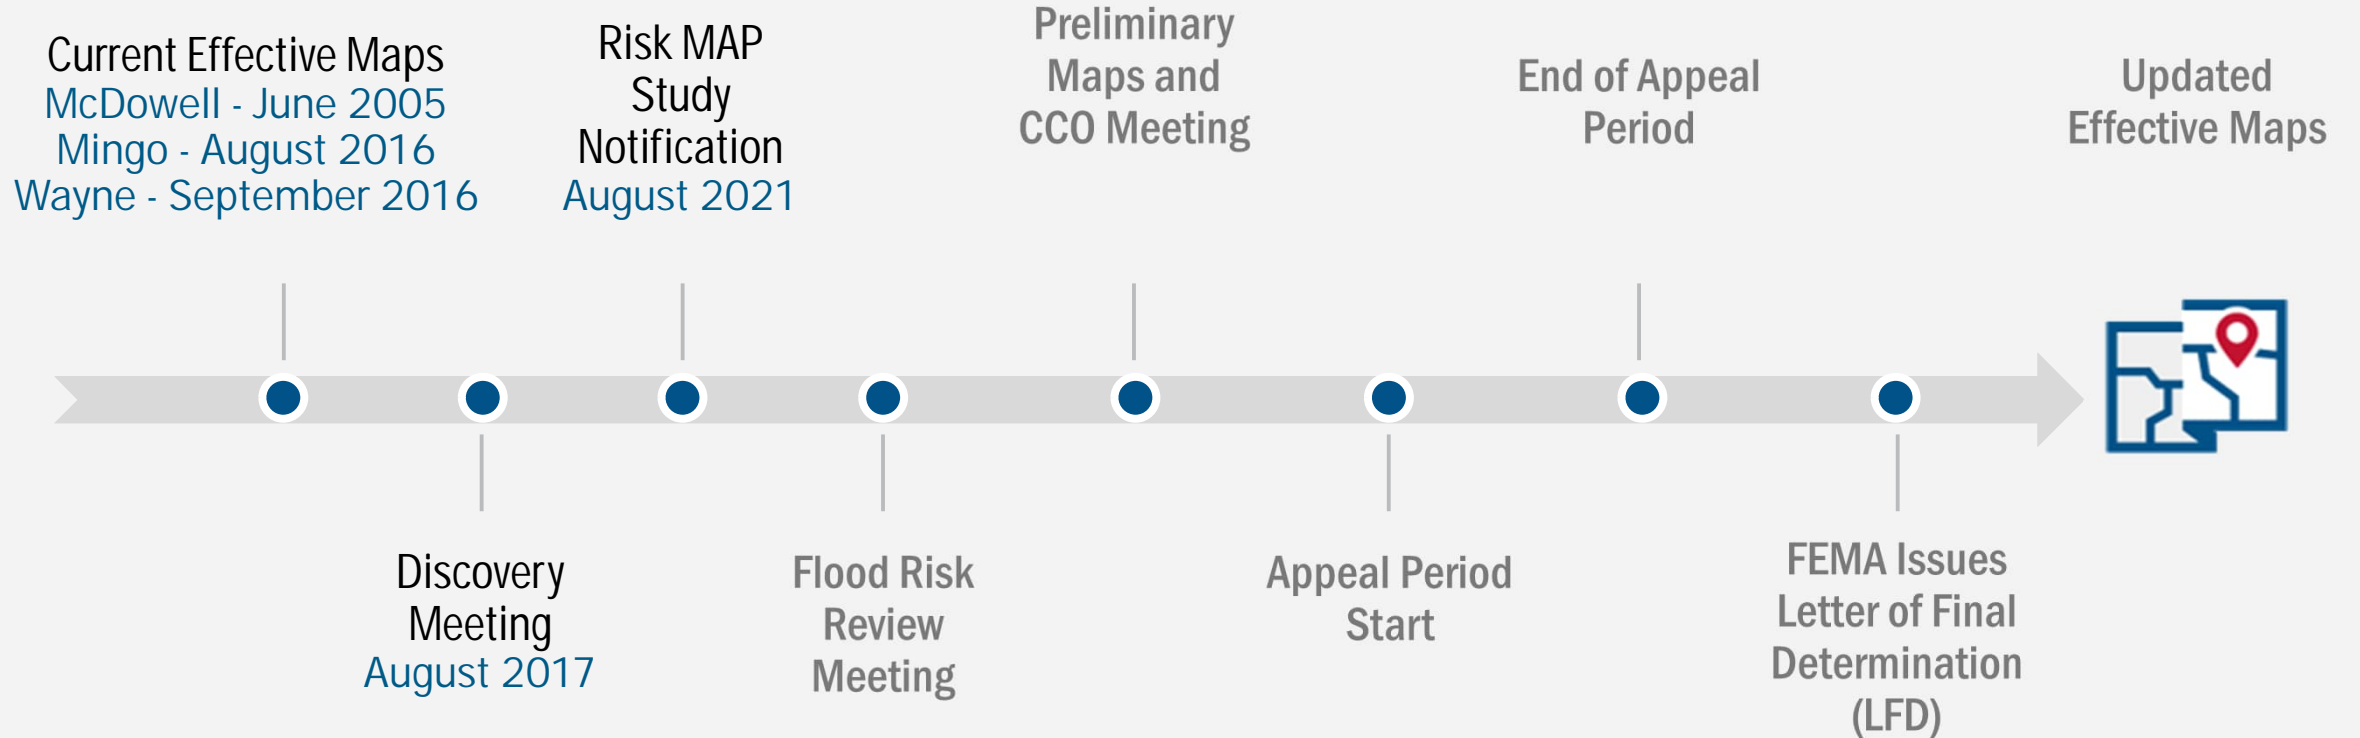 Current Effective Maps
McDowell - June 2005
Mingo - August 2016
Wayne - September 2016
Discovery
Meeting
August 2017
Risk MAP
Study
Notification
August 2021
Flood Risk
Review
Meeting
Preliminary
Maps and
CCO Meeting
Appeal Period
Start
End of Appeal
Period
FEMA Issues
Letter of Final
Determination
(LFD)
Updated
Effective Maps